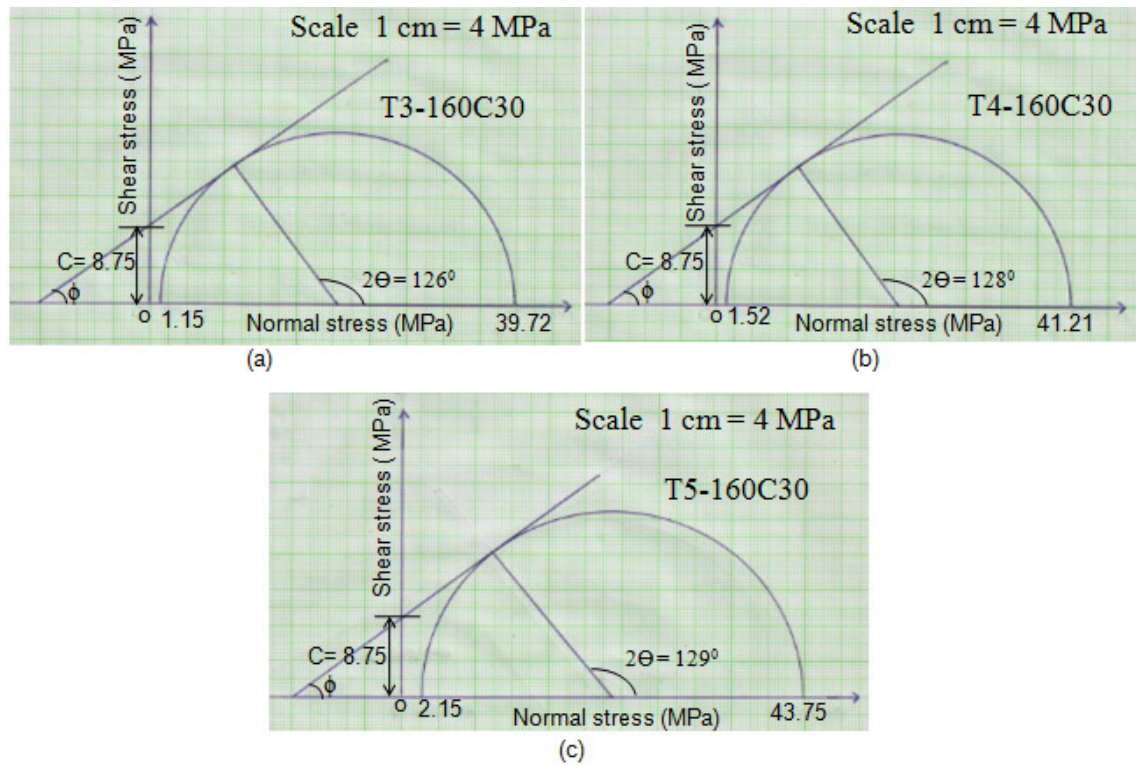 Scale 1 cm = 4 MPa
T3-160C30
Shear stress ( MPa)
C= 8.75
ϕ
2Θ = 126⁰
o 1.15
Normal stress (MPa)
39.72
(a)
Scale 1 cm = 4 MPa
T4-160C30
Shear stress (MPa)
C= 8.75
ϕ
2Θ = 128⁰
o 1.52
Normal stress (MPa)
41.21
(b)
Scale 1 cm = 4 MPa
T5-160C30
Shear stress ( MPa)
C= 8.75
ϕ
2Θ = 129⁰
o 2.15
Normal stress (MPa)
43.75
(c)